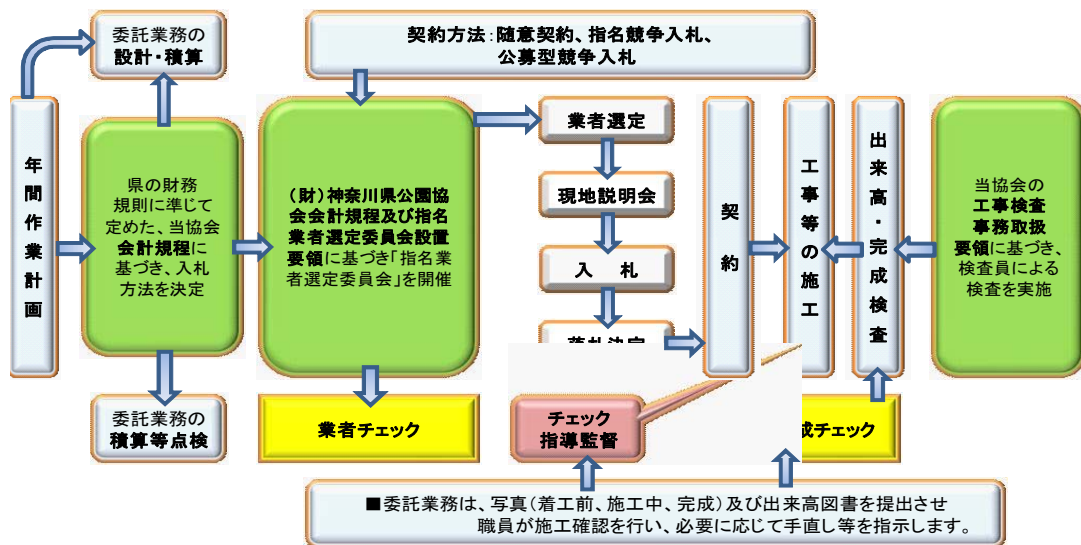 委託業務の
設計・積算
契約方法：随意契約、指名競争入札、
公募型競争入札
年間作業計画
県の財務
規則に準じて
定めた、当協会
会計規程に
基づき、入札
方法を決定
（財）神奈川県公園協
会会計規程及び指名
業者選定委員会設置
要領に基づき「指名業
者選定委員会」を開催
業者選定
現地説明会
入　札
落札決定
契約
工事等の施工
出来高・完成検査
当協会の
工事検査
事務取扱
要領に基づき、
検査員による
検査を実施
委託業務の
積算等点検
業者チェック
チェック
指導監督
成チェック
■委託業務は、写真（着工前、施工中、完成）及び出来高図書を提出させ
職員が施工確認を行い、必要に応じて手直し等を指示します。